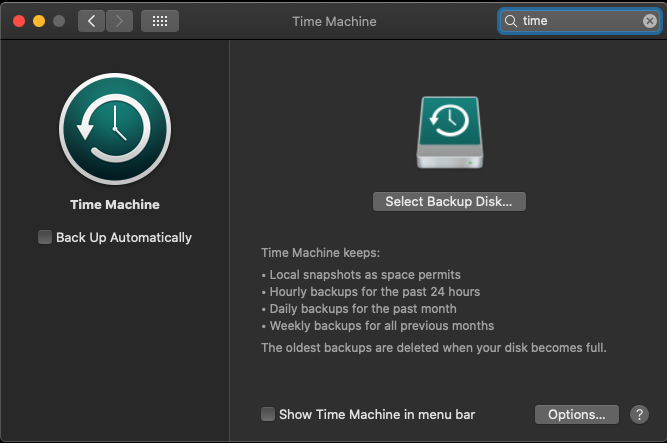 Time Machine
time
Time Machine
Back Up Automatically
Select Backup Disk...
Time Machine keeps:
• Local snapshots as space permits
• Hourly backups for the past 24 hours
• Daily backups for the past month
• Weekly backups for all previous months
The oldest backups are deleted when your disk becomes full.
Show Time Machine in menu bar
Options...
?